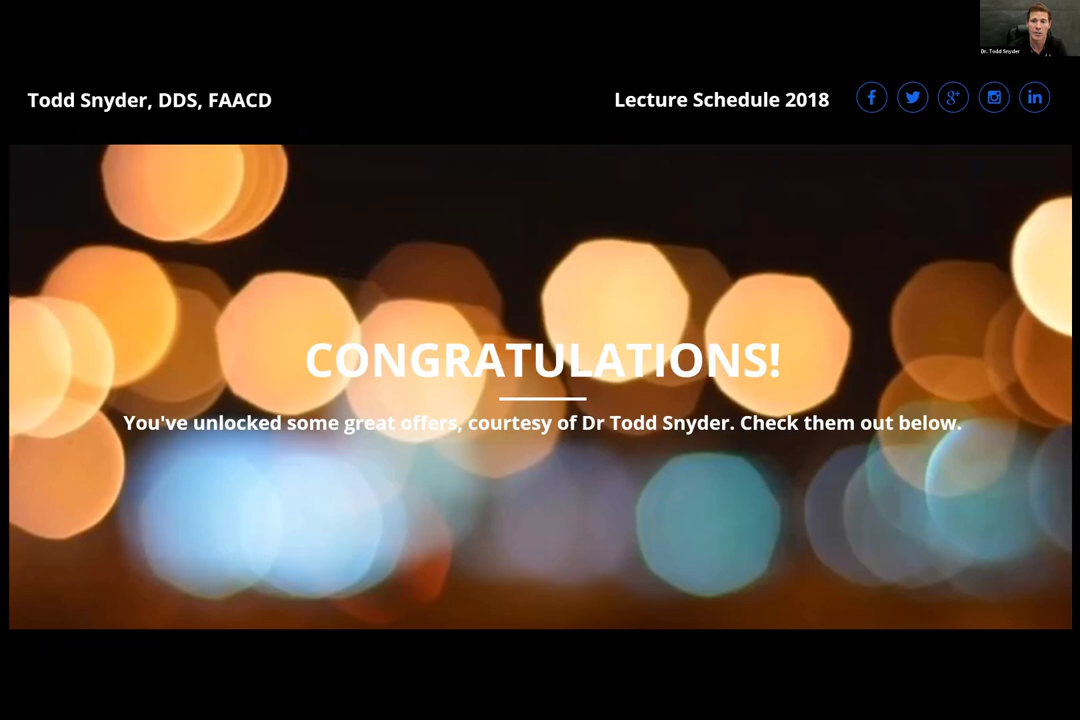 Dr. Todd Snyder
Todd Snyder, DDS, FAACD
Lecture Schedule 2018
CONGRATULATIONS!
You've unlocked some great offers, courtesy of Dr Todd Snyder. Check them out below.